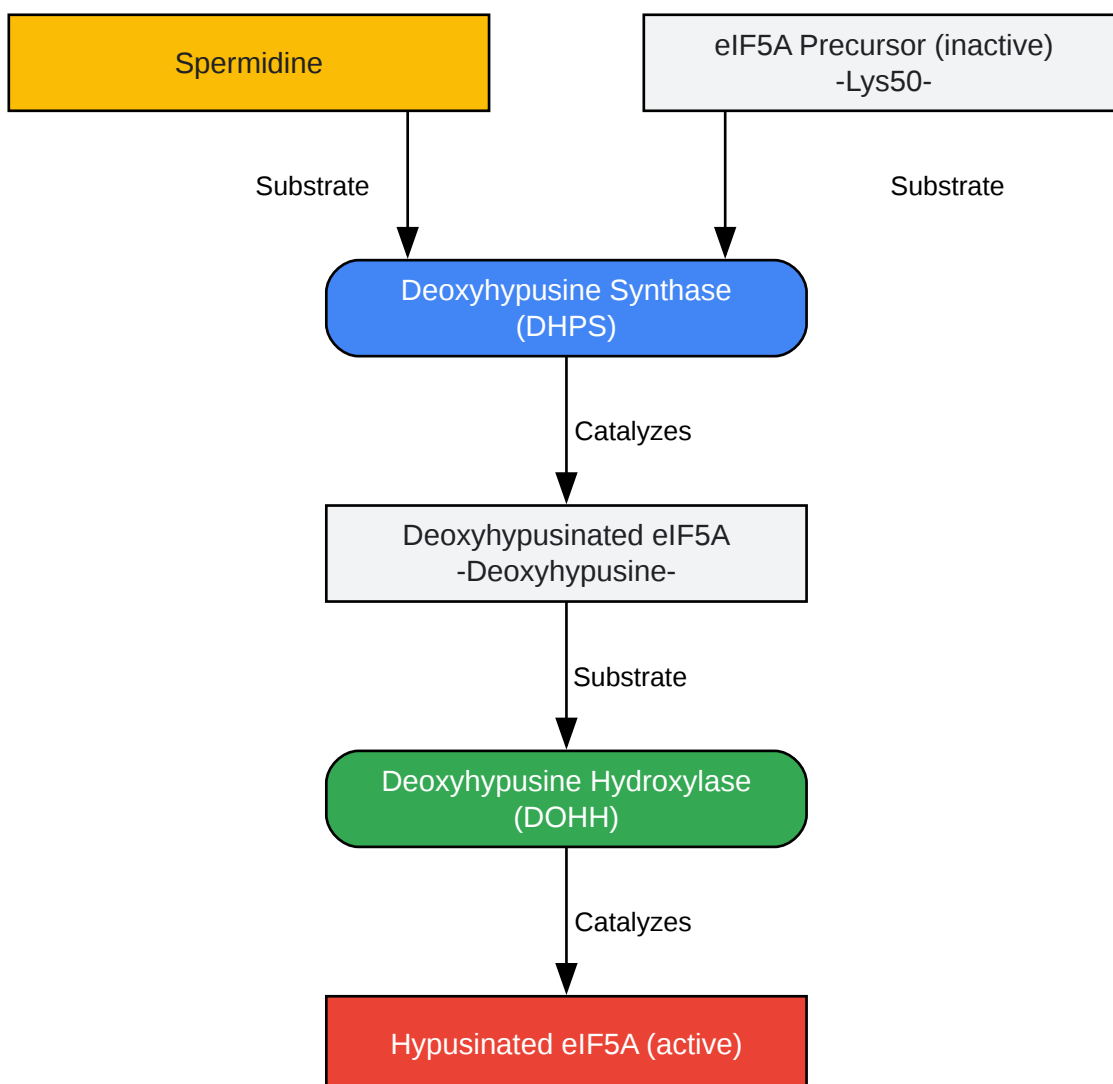 Spermidine
eIF5A Precursor (inactive)
-Lys50-
Substrate
Substrate
Deoxyhypusine Synthase
(DHPS)
Catalyzes
Deoxyhypusinated eIF5A
-Deoxyhypusine-
Substrate
Deoxyhypusine Hydroxylase
(DOHH)
Catalyzes
Hypusinated eIF5A (active)